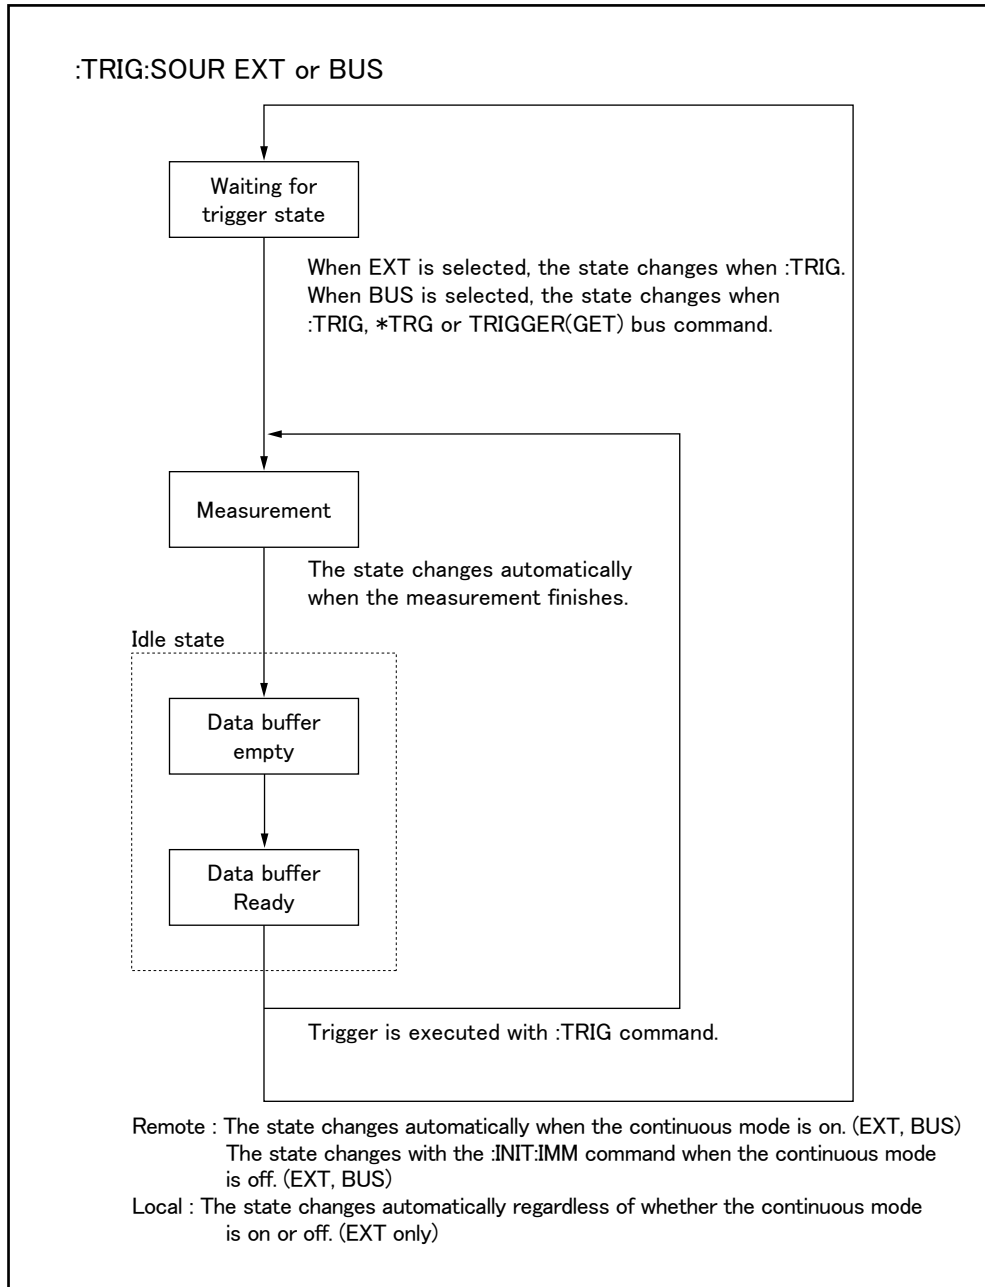 :TRIG:SOUR EXT or BUS
Waiting for
trigger state
When EXT is selected, the state changes when :TRIG.
When BUS is selected, the state changes when
:TRIG, *TRG or TRIGGER(GET) bus command.
Measurement
The state changes automatically
when the measurement finishes.
Idle state
Data buffer
empty
Data buffer
Ready
Trigger is executed with :TRIG command.
Remote : The state changes automatically when the continuous mode is on. (EXT, BUS)
The state changes with the :INIT:IMM command when the continuous mode
is off. (EXT, BUS)
Local : The state changes automatically regardless of whether the continuous mode
is on or off. (EXT only)